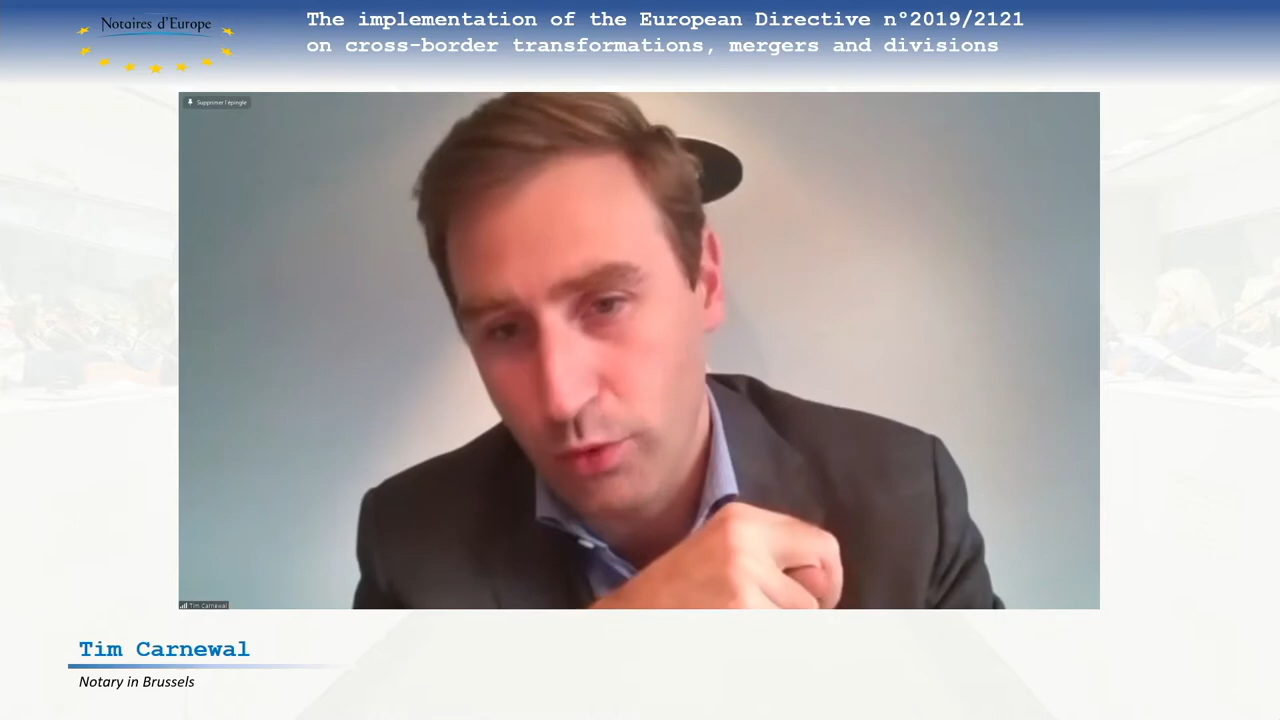 Notaires d'Europe
The implementation of the European Directive n°2019/2121
on cross-border transformations, mergers and divisions
Supprimer l'épingle
Tim Carnewal
Tim Carnewal
Notary in Brussels